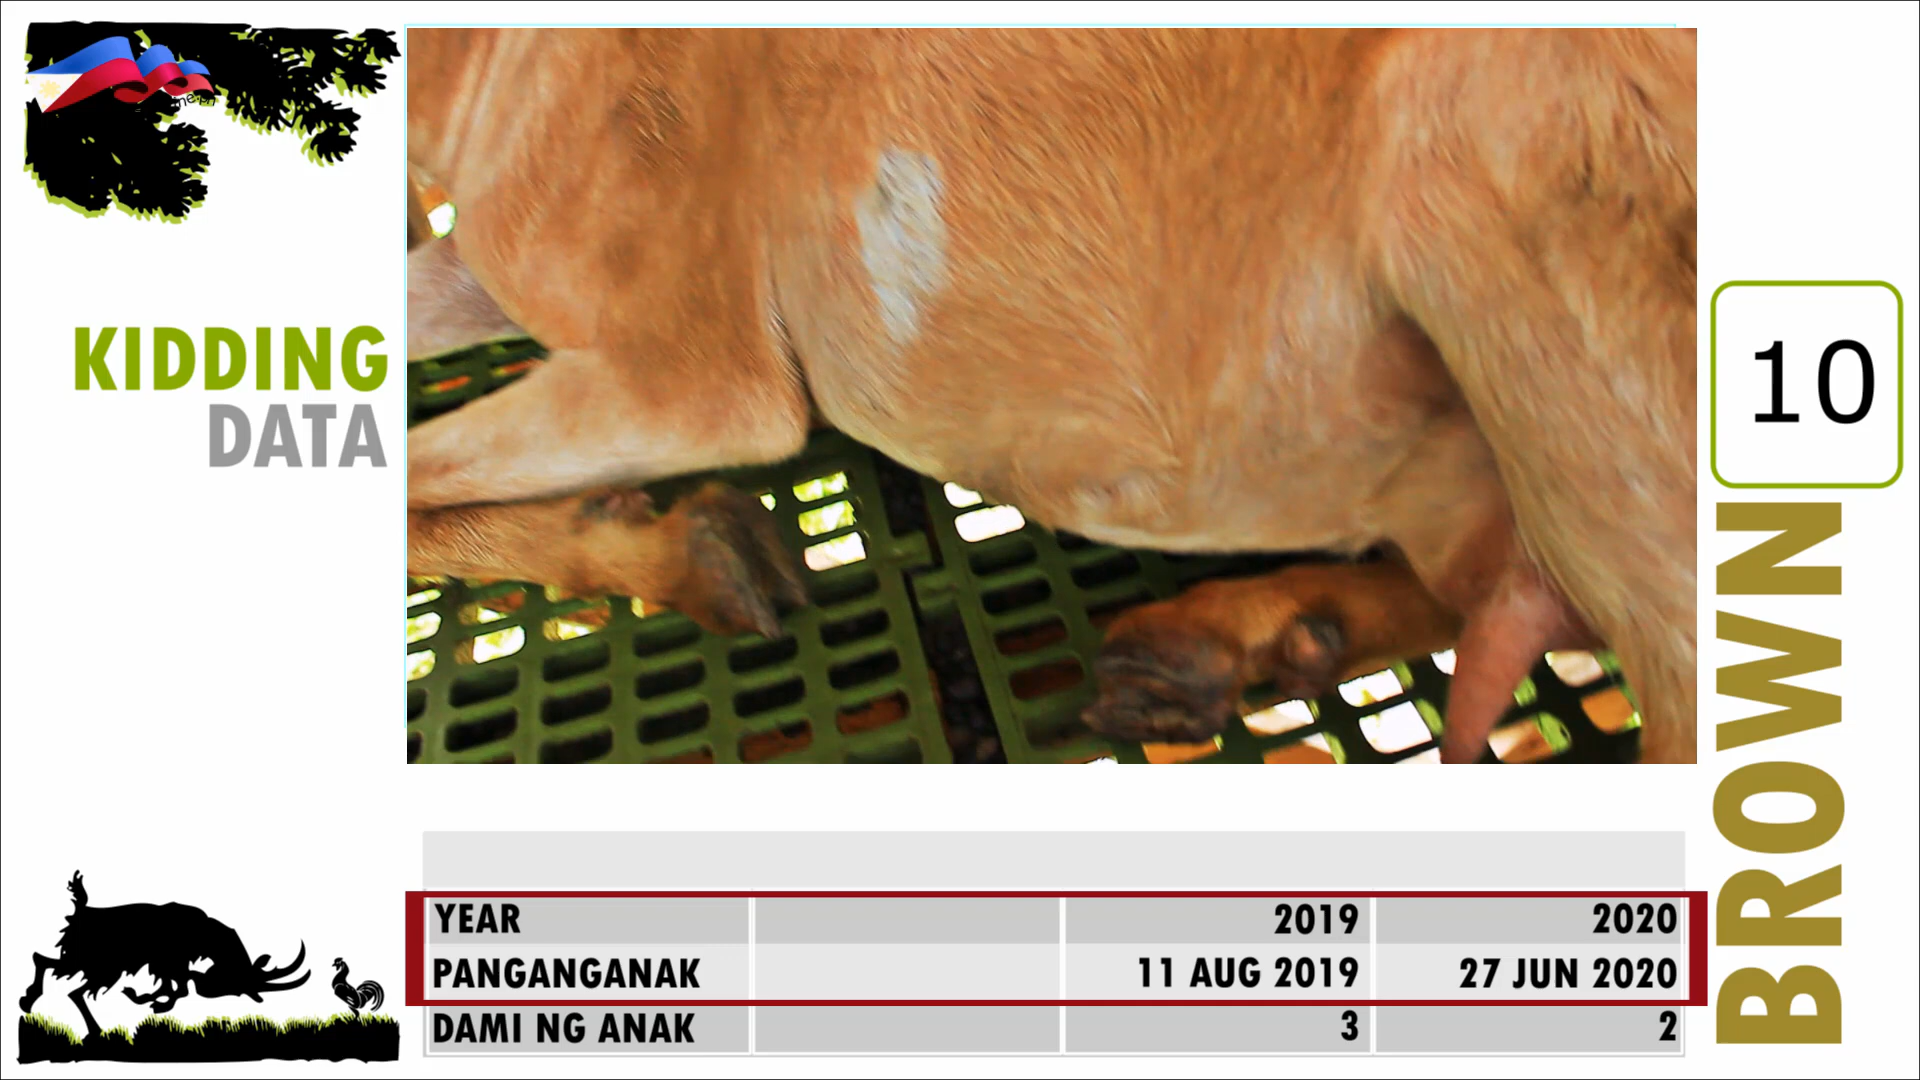 KIDDING
DATA
10
BROWN
YEAR 2019 2020
PANGANGANAK 11 AUG 2019 27 JUN 2020
DAMI NG ANAK 3 2